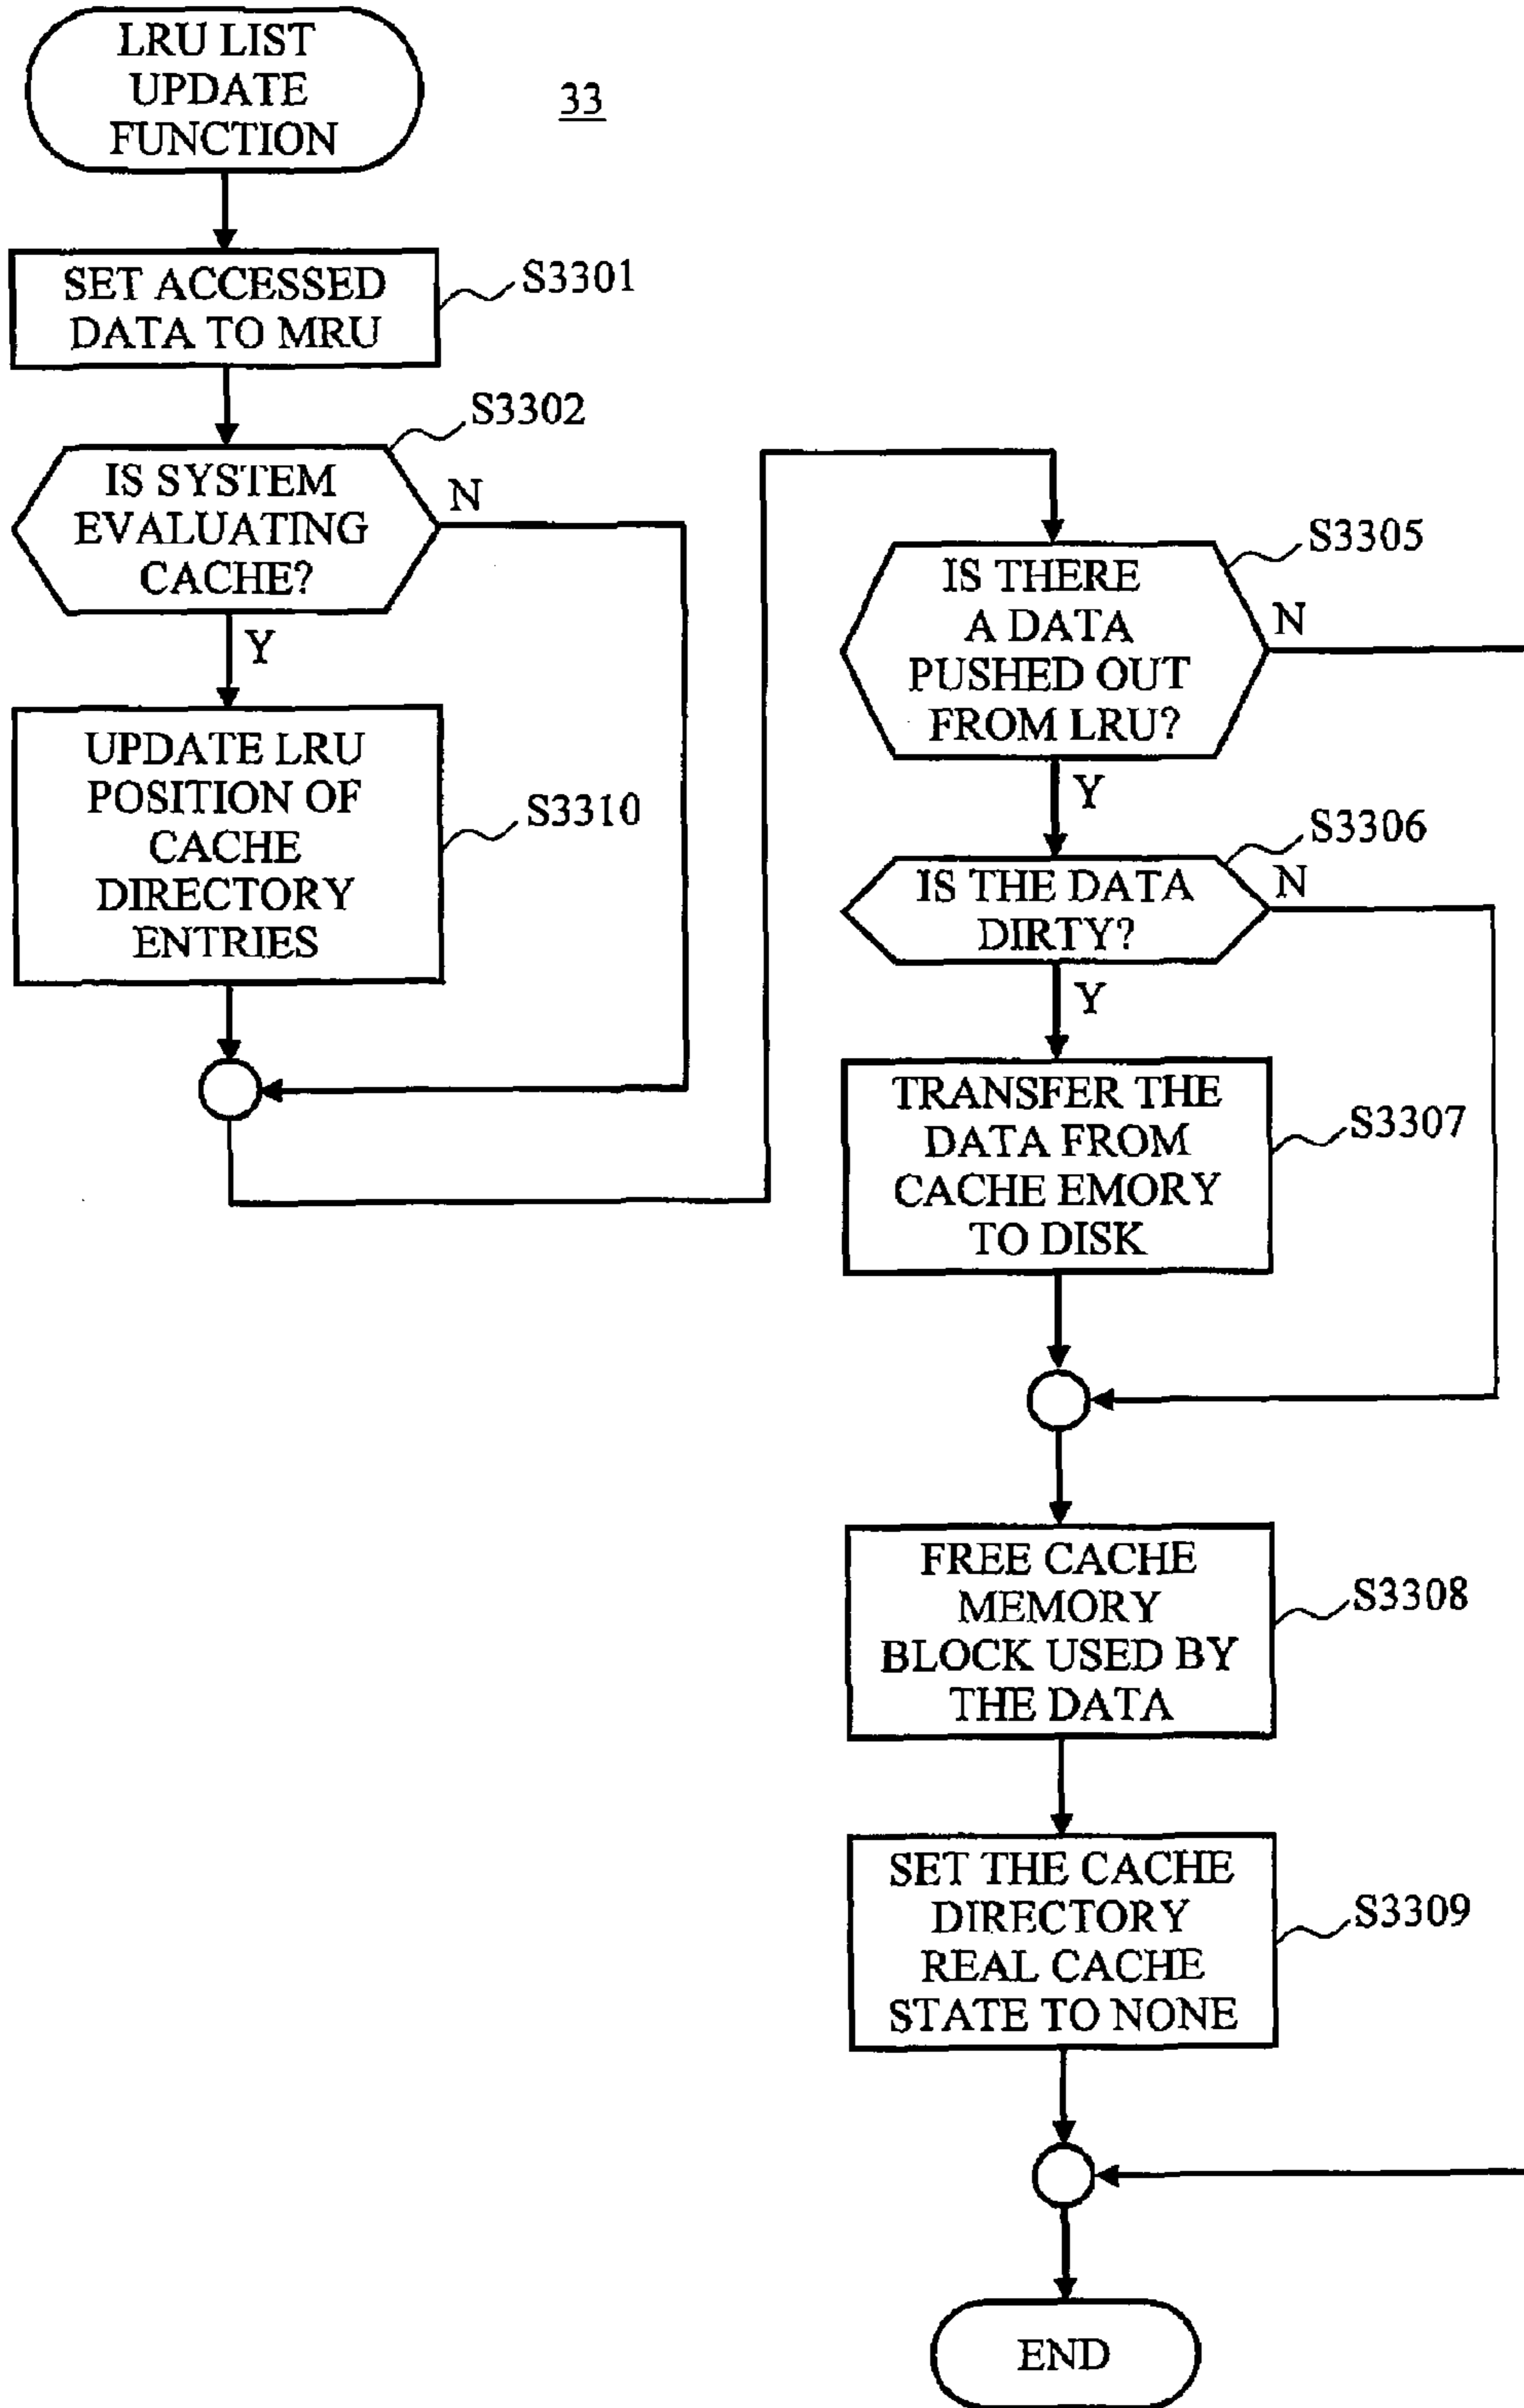 LRU LIST
UPDATE
FUNCTION
33
SET ACCESSED
DATA TO MRU
S3301
S3302
IS SYSTEM
EVALUATING
CACHE?
N
Y
UPDATE LRU
POSITION OF
CACHE
DIRECTORY
ENTRIES
S3310
S3305
IS THERE
A DATA
PUSHED OUT
FROM LRU?
N
Y
S3306
IS THE DATA
DIRTY?
N
Y
TRANSFER THE
DATA FROM
CACHE EMORY
TO DISK
S3307
FREE CACHE
MEMORY
BLOCK USED BY
THE DATA
S3308
SET THE CACHE
DIRECTORY
REAL CACHE
STATE TO NONE
S3309
END